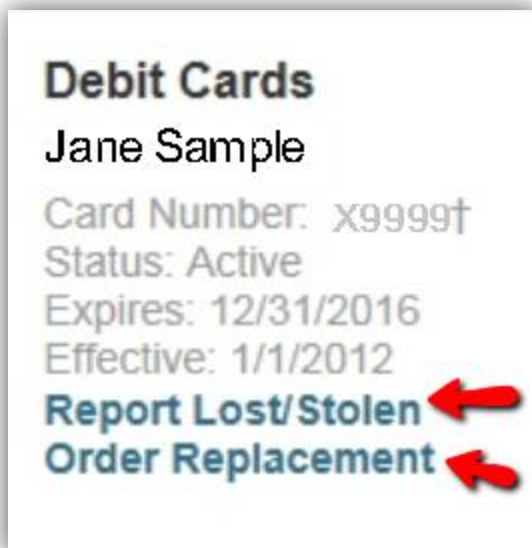 Debit Cards
Jane Sample
Card Number: X9999†
Status: Active
Expires: 12/31/2016
Effective: 1/1/2012
Report Lost/Stolen
Order Replacement